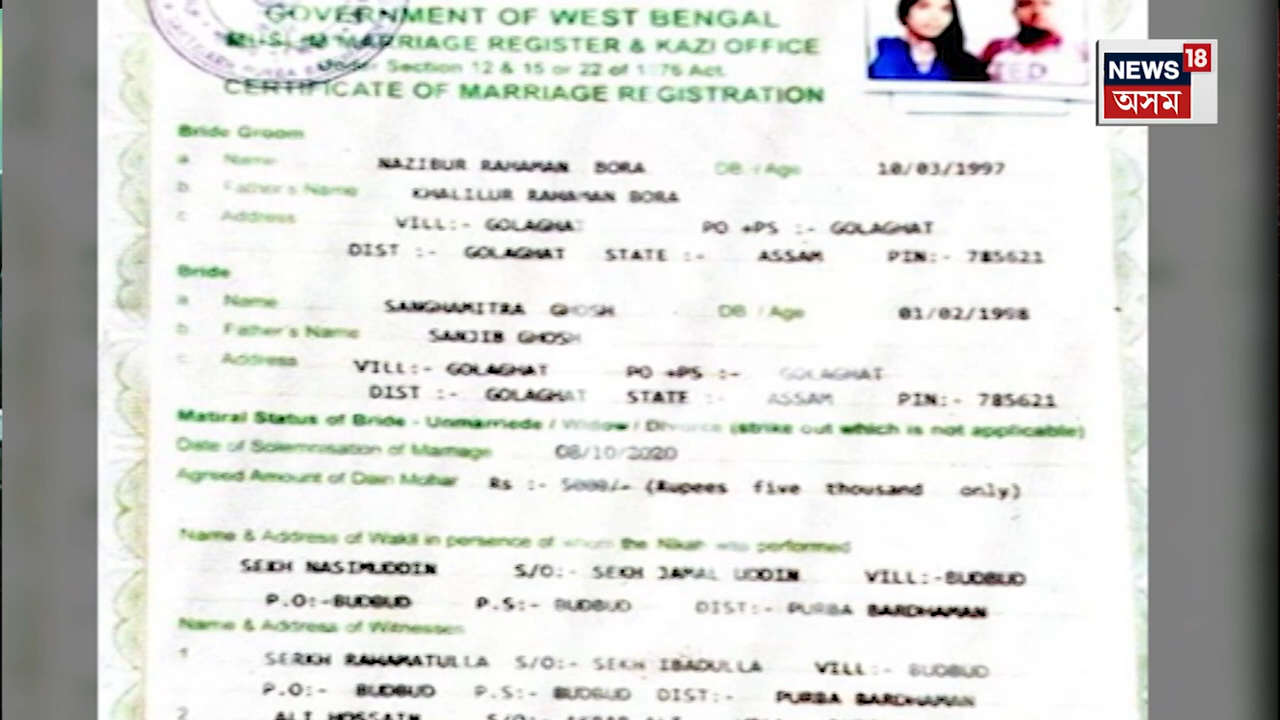 GOVERNMENT OF WEST BENGAL
MARRIAGE REGISTER & KAZI OFFICE
Under Section 12 & 15 or 22 of 1876 Act.
CERTIFICATE OF MARRIAGE REGISTRATION
NEWS 18
অসম
Bride Groom
a Name NAZIBUR RAHAMAN BORA DB / Age 10/03/1997
b Father's Name KHALILUR RAHAMAN BORA
c Address VILL:- GOLAGHAT PO +PS :- GOLAGHAT
DIST :- GOLAGHAT STATE :- ASSAM PIN:- 785621
Bride
a Name SANGHAMITRA GHOSH DB / Age 01/02/1998
b Father's Name SANJIB GHOSH
c Address VILL:- GOLAGHAT PO +PS :- GOLAGHAT
DIST :- GOLAGHAT STATE :- ASSAM PIN:- 785621
Matiral Status of Bride - Unmarriede / Widow / Divorce (strike out which is not applicable)
Date of Solemnisation of Marriage 08/10/2020
Agreed Amount of Dain Mohar Rs :- 5000/- (Rupees five thousand only)
Name & Address of Wakil in persence of whom the Nikah was performed
SEKH NASIMUDDIN S/O:- SEKH JAMAL UDDIN VILL:-BUDBUD
P.O:-BUDBUD P.S:- BUDBUD DIST:- PURBA BARDHAMAN
Name & Address of Witnesses
1 SERKH RAHAMATULLA S/O:- SEKH IBADULLA VILL:- BUDBUD
P.O:- BUDBUD P.S:- BUDBUD DIST:- PURBA BARDHAMAN
2 ALI HOSSAIN